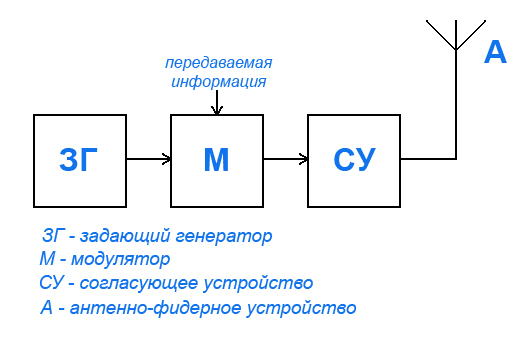 А
передаваемая
информация
ЗГ
М
СУ
ЗГ - задающий генератор
М - модулятор
СУ - согласующее устройство
А - антенно-фидерное устройство